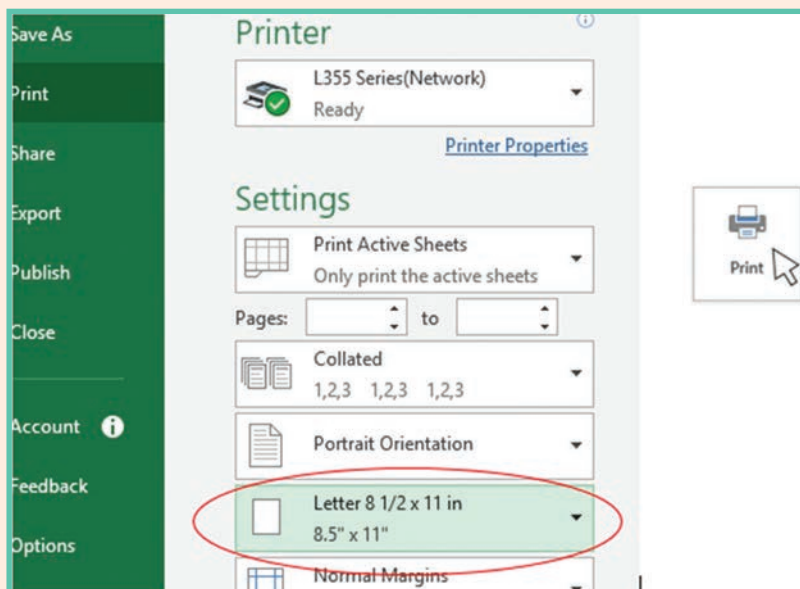 Save As
Print
Share
Export
Publish
Close
Account
Feedback
Options
Printer
L355 Series(Network)
Ready
Printer Properties
Settings
Print Active Sheets
Only print the active sheets
Pages:
to
Collated
1,2,3 1,2,3 1,2,3
Portrait Orientation
Letter 8 1/2 x 11 in
8.5" x 11"
Normal Margins
Print